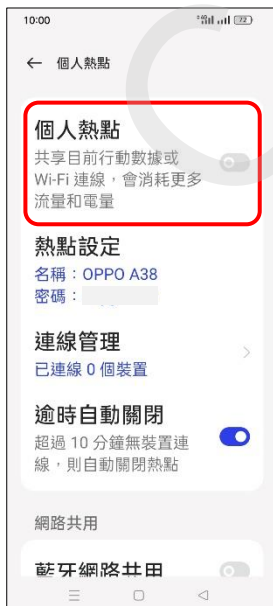 10:00
72
個人熱點
個人熱點
共享目前行動數據或
Wi-Fi 連線,會消耗更多
流量和電量
熱點設定
名稱:OPPO A38
密碼:
連線管理
已連線 0 個裝置
逾時自動關閉
超過 10 分鐘無裝置連
線,則自動關閉熱點
網路共用
藍牙網路共用